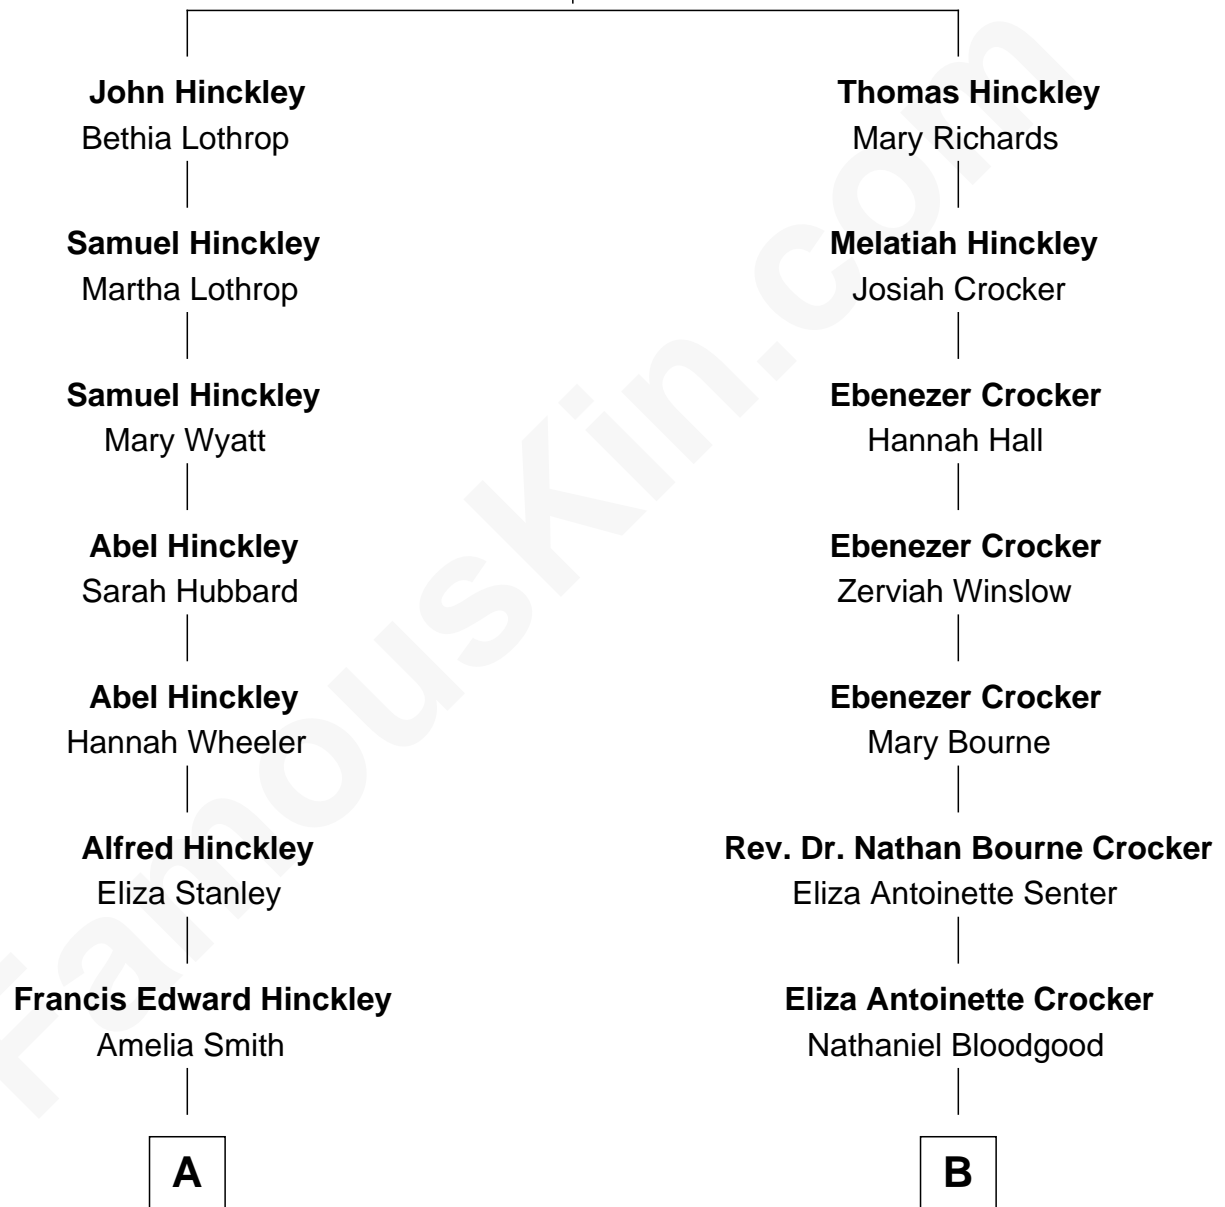 John Hinckley
Bethia Lothrop
Samuel Hinckley
Martha Lothrop
Samuel Hinckley
Mary Wyatt
Abel Hinckley
Sarah Hubbard
Abel Hinckley
Hannah Wheeler
Alfred Hinckley
Eliza Stanley
Francis Edward Hinckley
Amelia Smith
A
Thomas Hinckley
Mary Richards
Melatiah Hinckley
Josiah Crocker
Ebenezer Crocker
Hannah Hall
Ebenezer Crocker
Zerviah Winslow
Ebenezer Crocker
Mary Bourne
Rev. Dr. Nathan Bourne Crocker
Eliza Antoinette Senter
Eliza Antoinette Crocker
Nathaniel Bloodgood
B
FamousKin.com